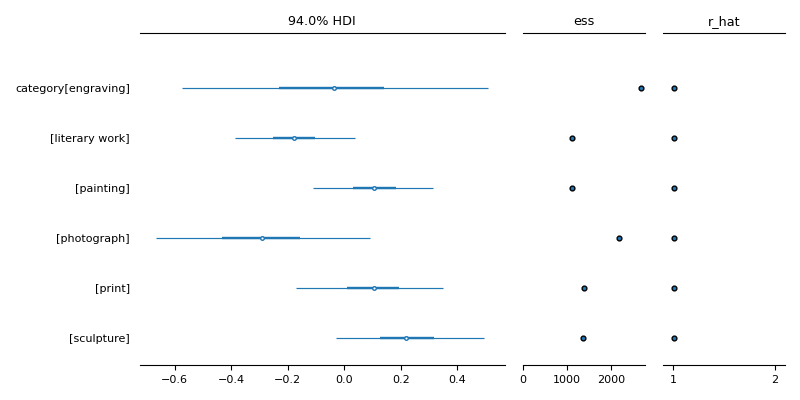 94.0% HDI ess r_hat
category[engraving]
[literary work]
[painting]
[photograph]
[print]
[sculpture]
−0.6 −0.4 −0.2 0.0 0.2 0.4 0 1000 2000 1 2